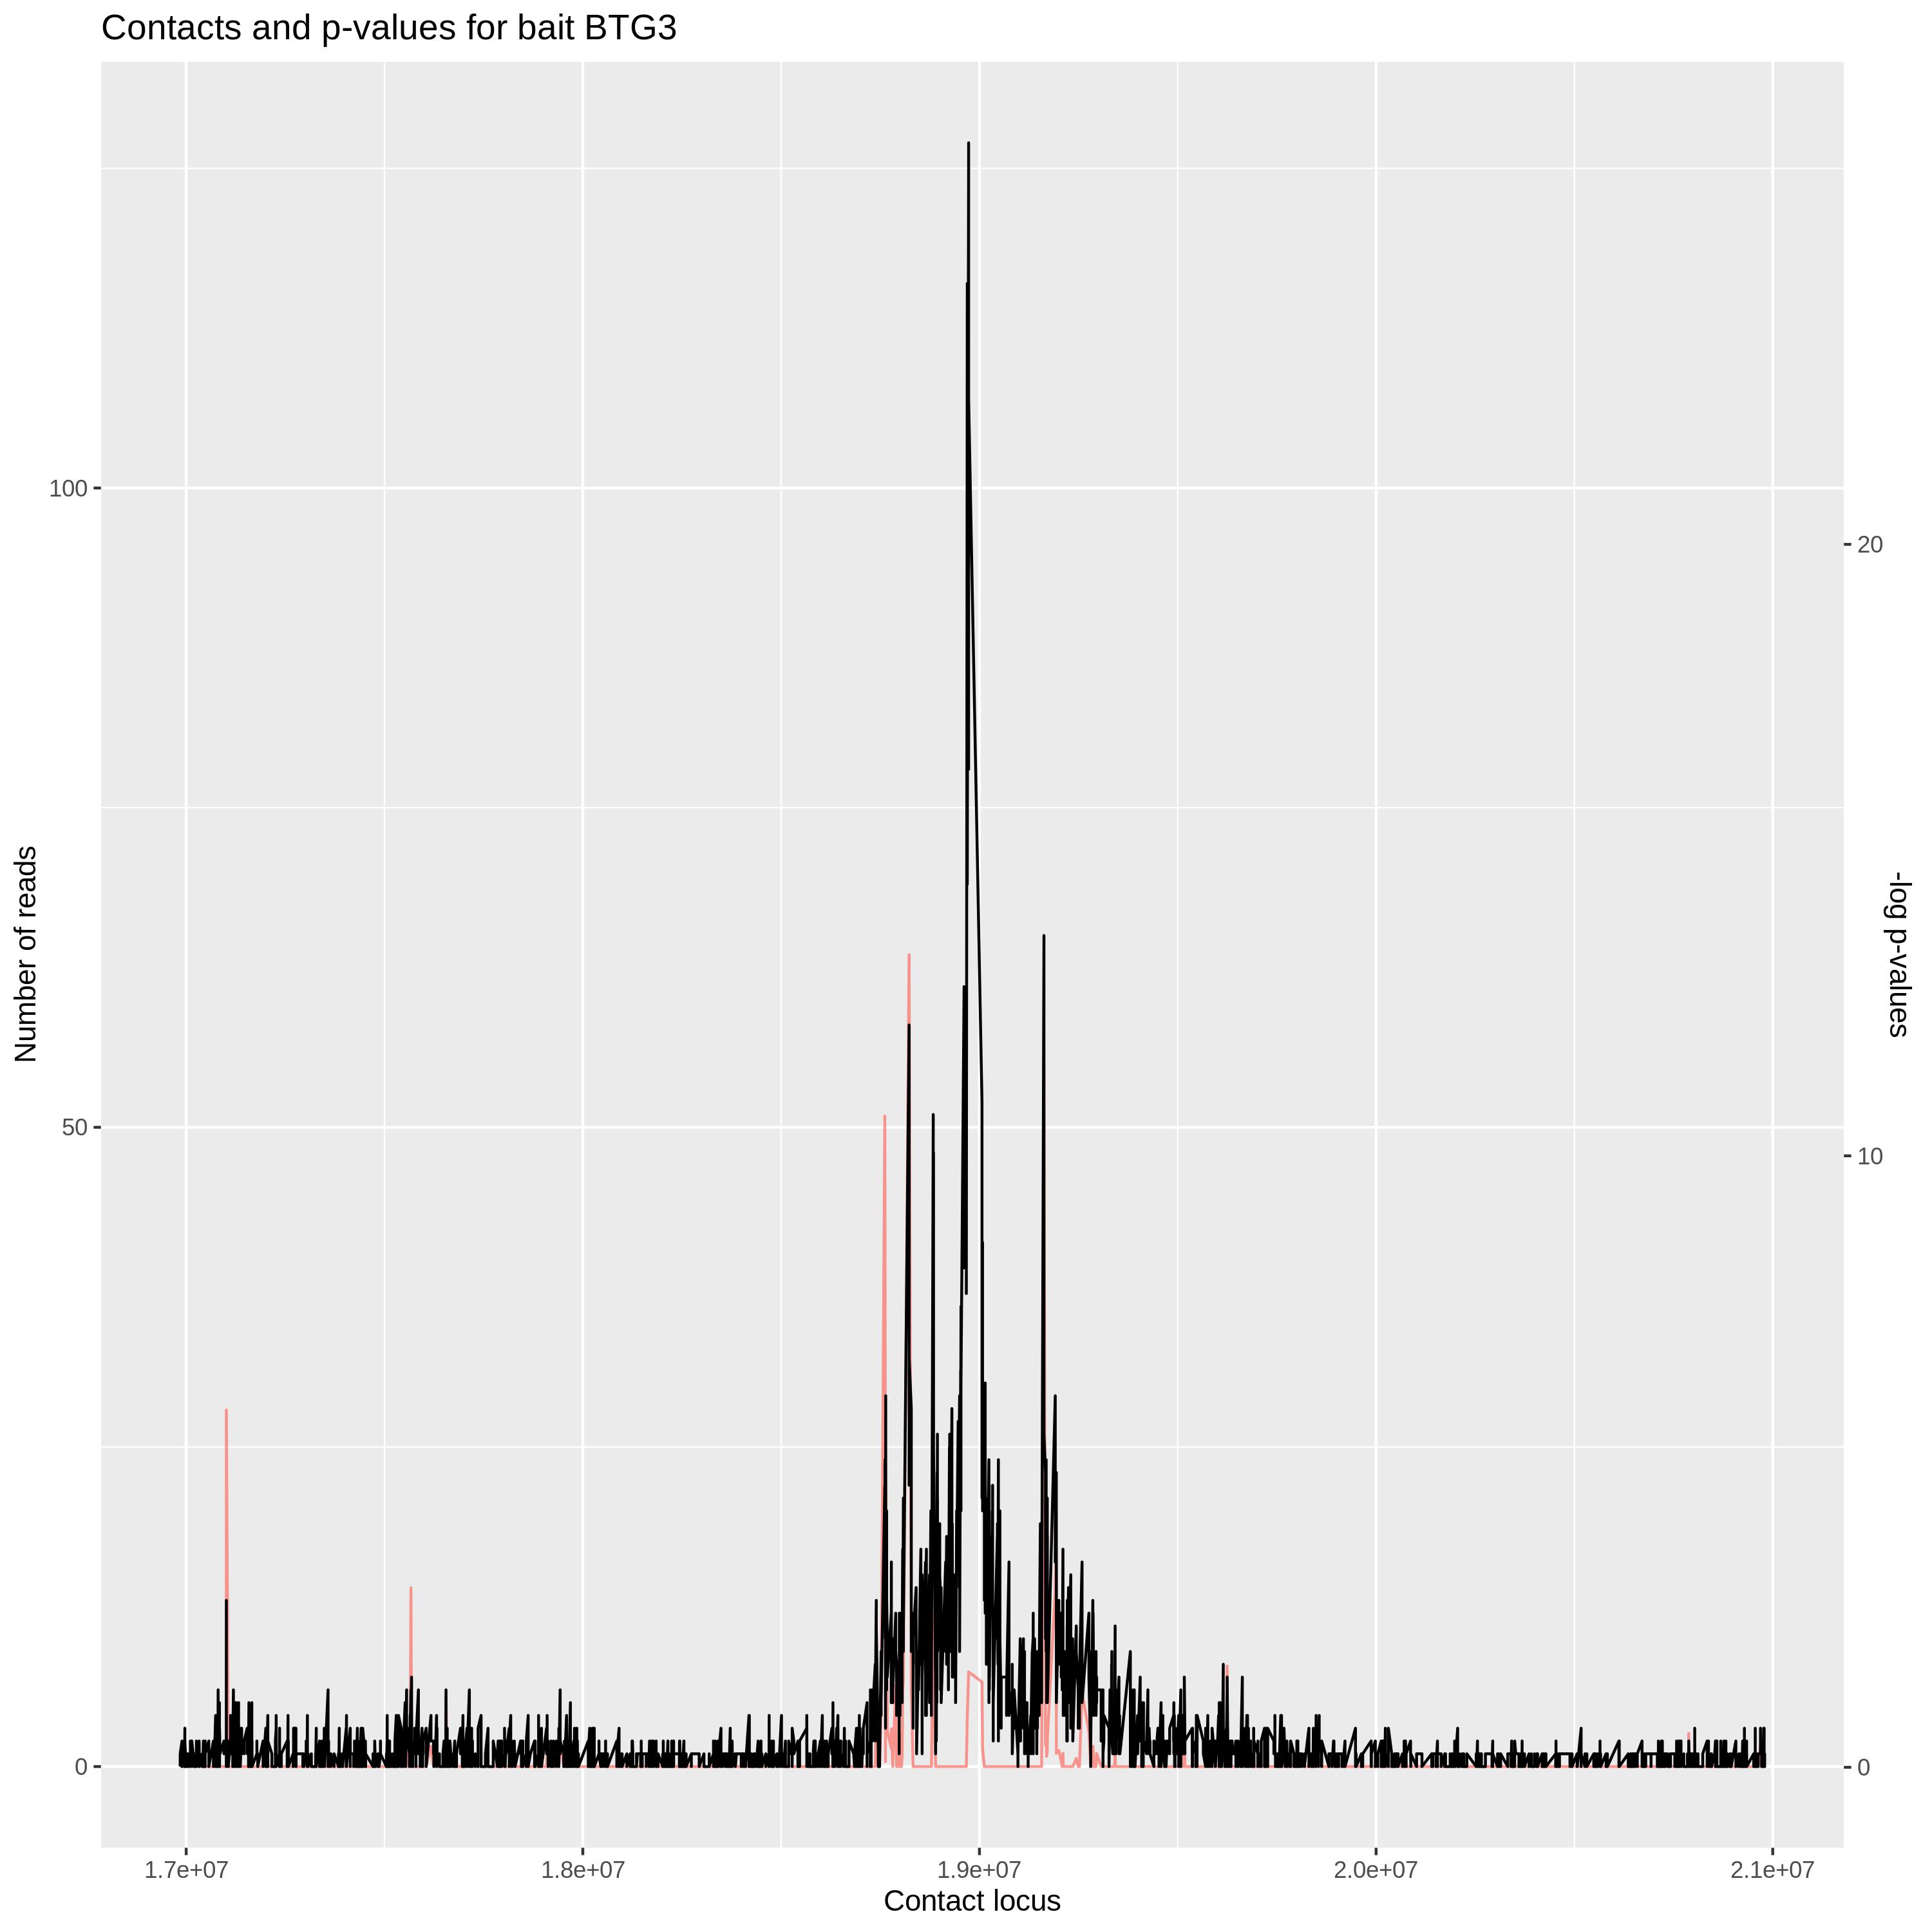 Contacts and p-values for bait BTG3
100
50
0
Number of reads
20
10
0
-log p-values
1.7e+07 1.8e+07 1.9e+07 2.0e+07 2.1e+07
Contact locus